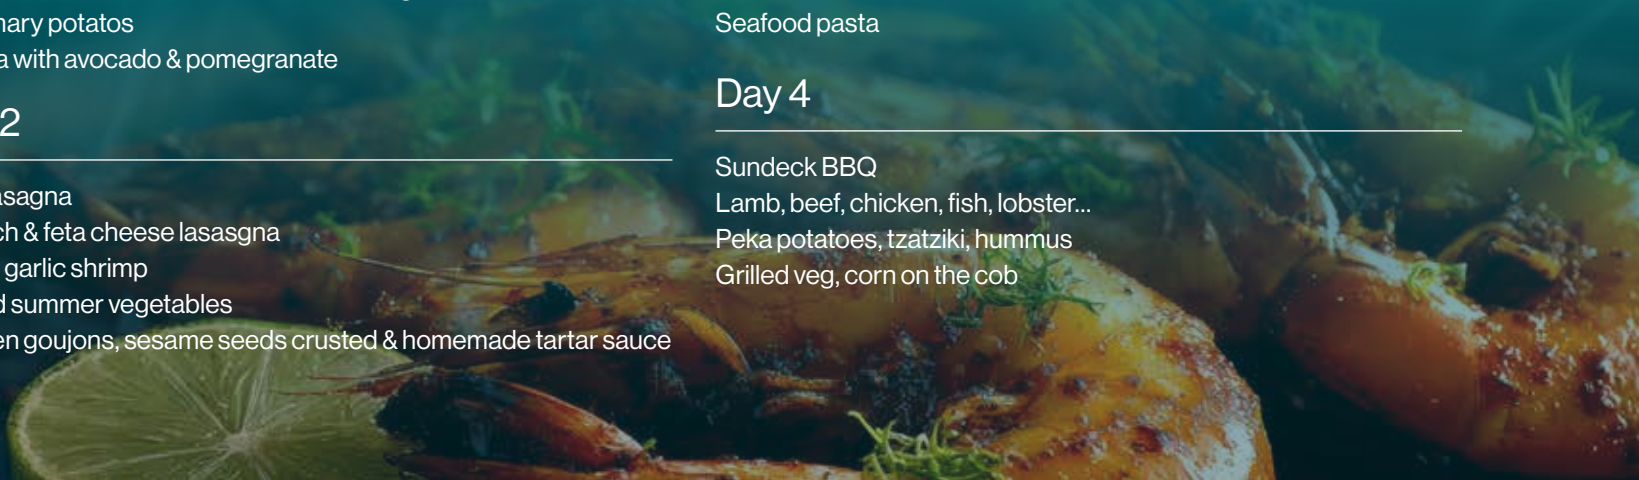 nary potatos
a with avocado & pomegranate
2
asagna
ch & feta cheese lasasgna
garlic shrimp
d summer vegetables
en goujons, sesame seeds crusted & homemade tartar sauce
Seafood pasta
Day 4
Sundeck BBQ
Lamb, beef, chicken, fish, lobster...
Peka potatoes, tzatziki, hummus
Grilled veg, corn on the cob